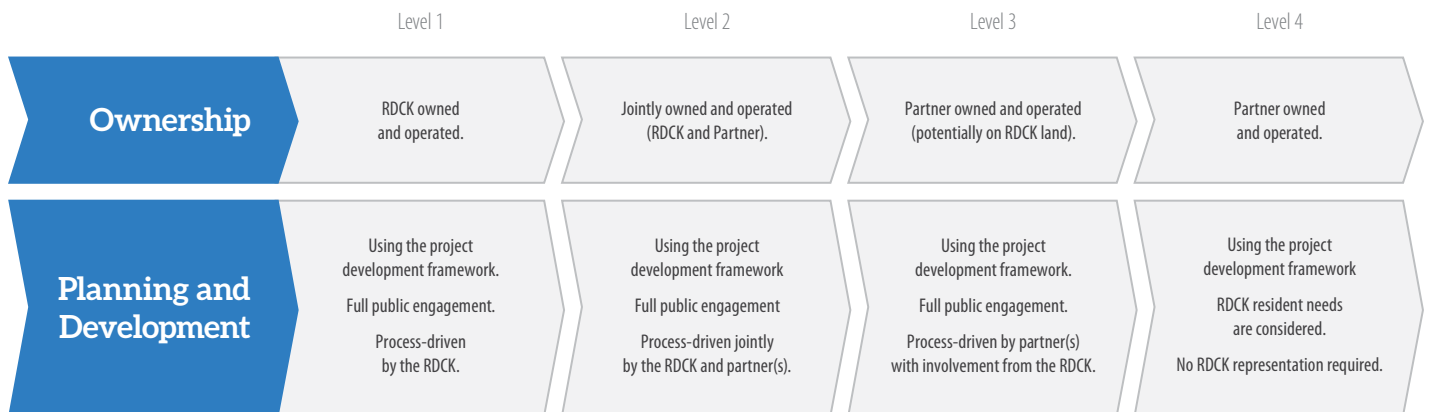 Level 1
Level 2
Level 3
Level 4
Ownership
RDCK owned
and operated.
Jointly owned and operated
(RDCK and Partner).
Partner owned and operated
(potentially on RDCK land).
Partner owned
and operated.
Planning and
Development
Using the project
development framework.
Full public engagement.
Process-driven
by the RDCK.
Using the project
development framework
Full public engagement
Process-driven jointly
by the RDCK and partner(s).
Using the project
development framework.
Full public engagement.
Process-driven by partner(s)
with involvement from the RDCK.
Using the project
development framework
RDCK resident needs
are considered.
No RDCK representation required.